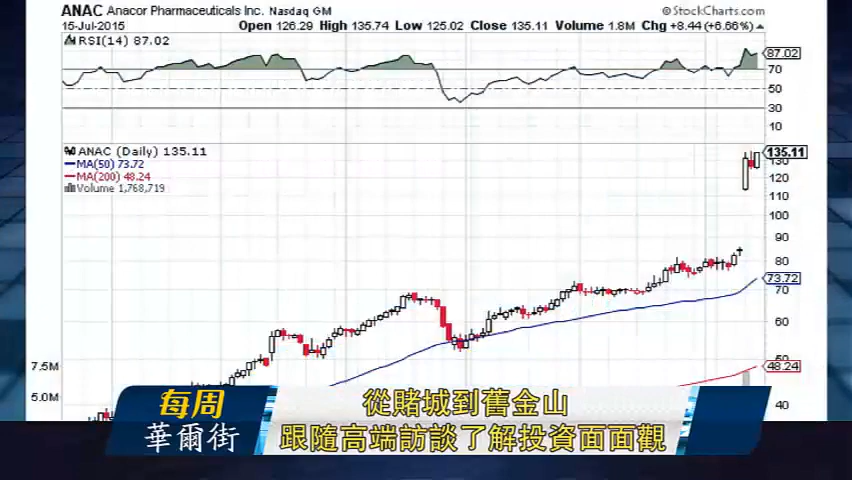 ANAC Anacor Pharmaceuticals Inc. Nasdaq GM © StockCharts.com
15-Jul-2015 Open 126.29 High 135.74 Low 125.02 Close 135.11 Volume 1.8M Chg +8.44 (+6.66%)
RSI(14) 87.02
87.02
70
50
30
10
ANAC (Daily) 135.11
MA(50) 73.72
MA(200) 48.24
Volume 1,768,719
135.11
130
120
110
100
90
80
73.72
70
60
50
7.5M
48.24
5.0M
40
每周
華爾街
從賭城到舊金山
跟隨高端訪談了解投資面面觀